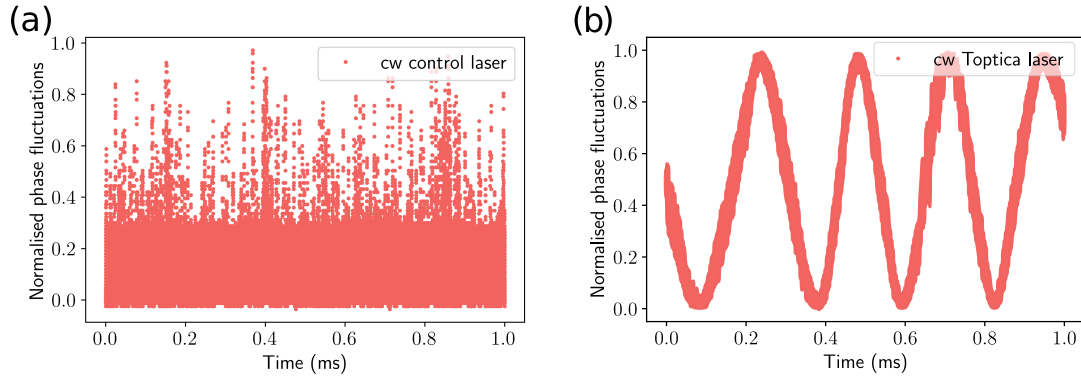 (a)
Normalised phase fluctuations
1.0
0.8
0.6
0.4
0.2
0.0
cw control laser
0.0 0.2 0.4 0.6 0.8 1.0
Time (ms)
(b)
Normalised phase fluctuations
1.0
0.8
0.6
0.4
0.2
0.0
cw Toptica laser
0.0 0.2 0.4 0.6 0.8 1.0
Time (ms)